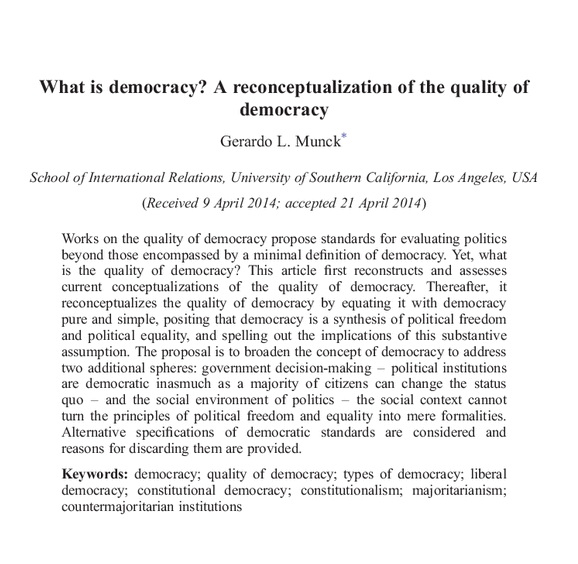 What is democracy? A reconceptualization of the quality of
democracy
Gerardo L. Munck*
School of International Relations, University of Southern California, Los Angeles, USA
(Received 9 April 2014; accepted 21 April 2014)
Works on the quality of democracy propose standards for evaluating politics
beyond those encompassed by a minimal definition of democracy. Yet, what
is the quality of democracy? This article first reconstructs and assesses
current conceptualizations of the quality of democracy. Thereafter, it
reconceptualizes the quality of democracy by equating it with democracy
pure and simple, positing that democracy is a synthesis of political freedom
and political equality, and spelling out the implications of this substantive
assumption. The proposal is to broaden the concept of democracy to address
two additional spheres: government decision-making – political institutions
are democratic inasmuch as a majority of citizens can change the status
quo – and the social environment of politics – the social context cannot
turn the principles of political freedom and equality into mere formalities.
Alternative specifications of democratic standards are considered and
reasons for discarding them are provided.
Keywords: democracy; quality of democracy; types of democracy; liberal
democracy; constitutional democracy; constitutionalism; majoritarianism;
countermajoritarian institutions